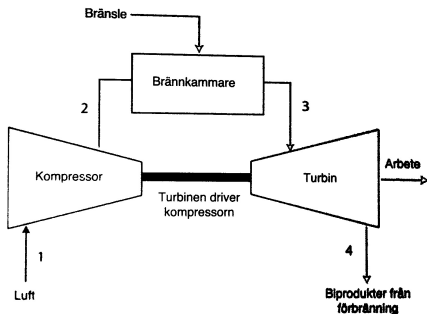 Bränsle
Brännkammare
2
3
Kompressor
Turbin
Arbete
Turbinen driver
kompressorn
1
4
Luft
Biprodukter från
förbränning